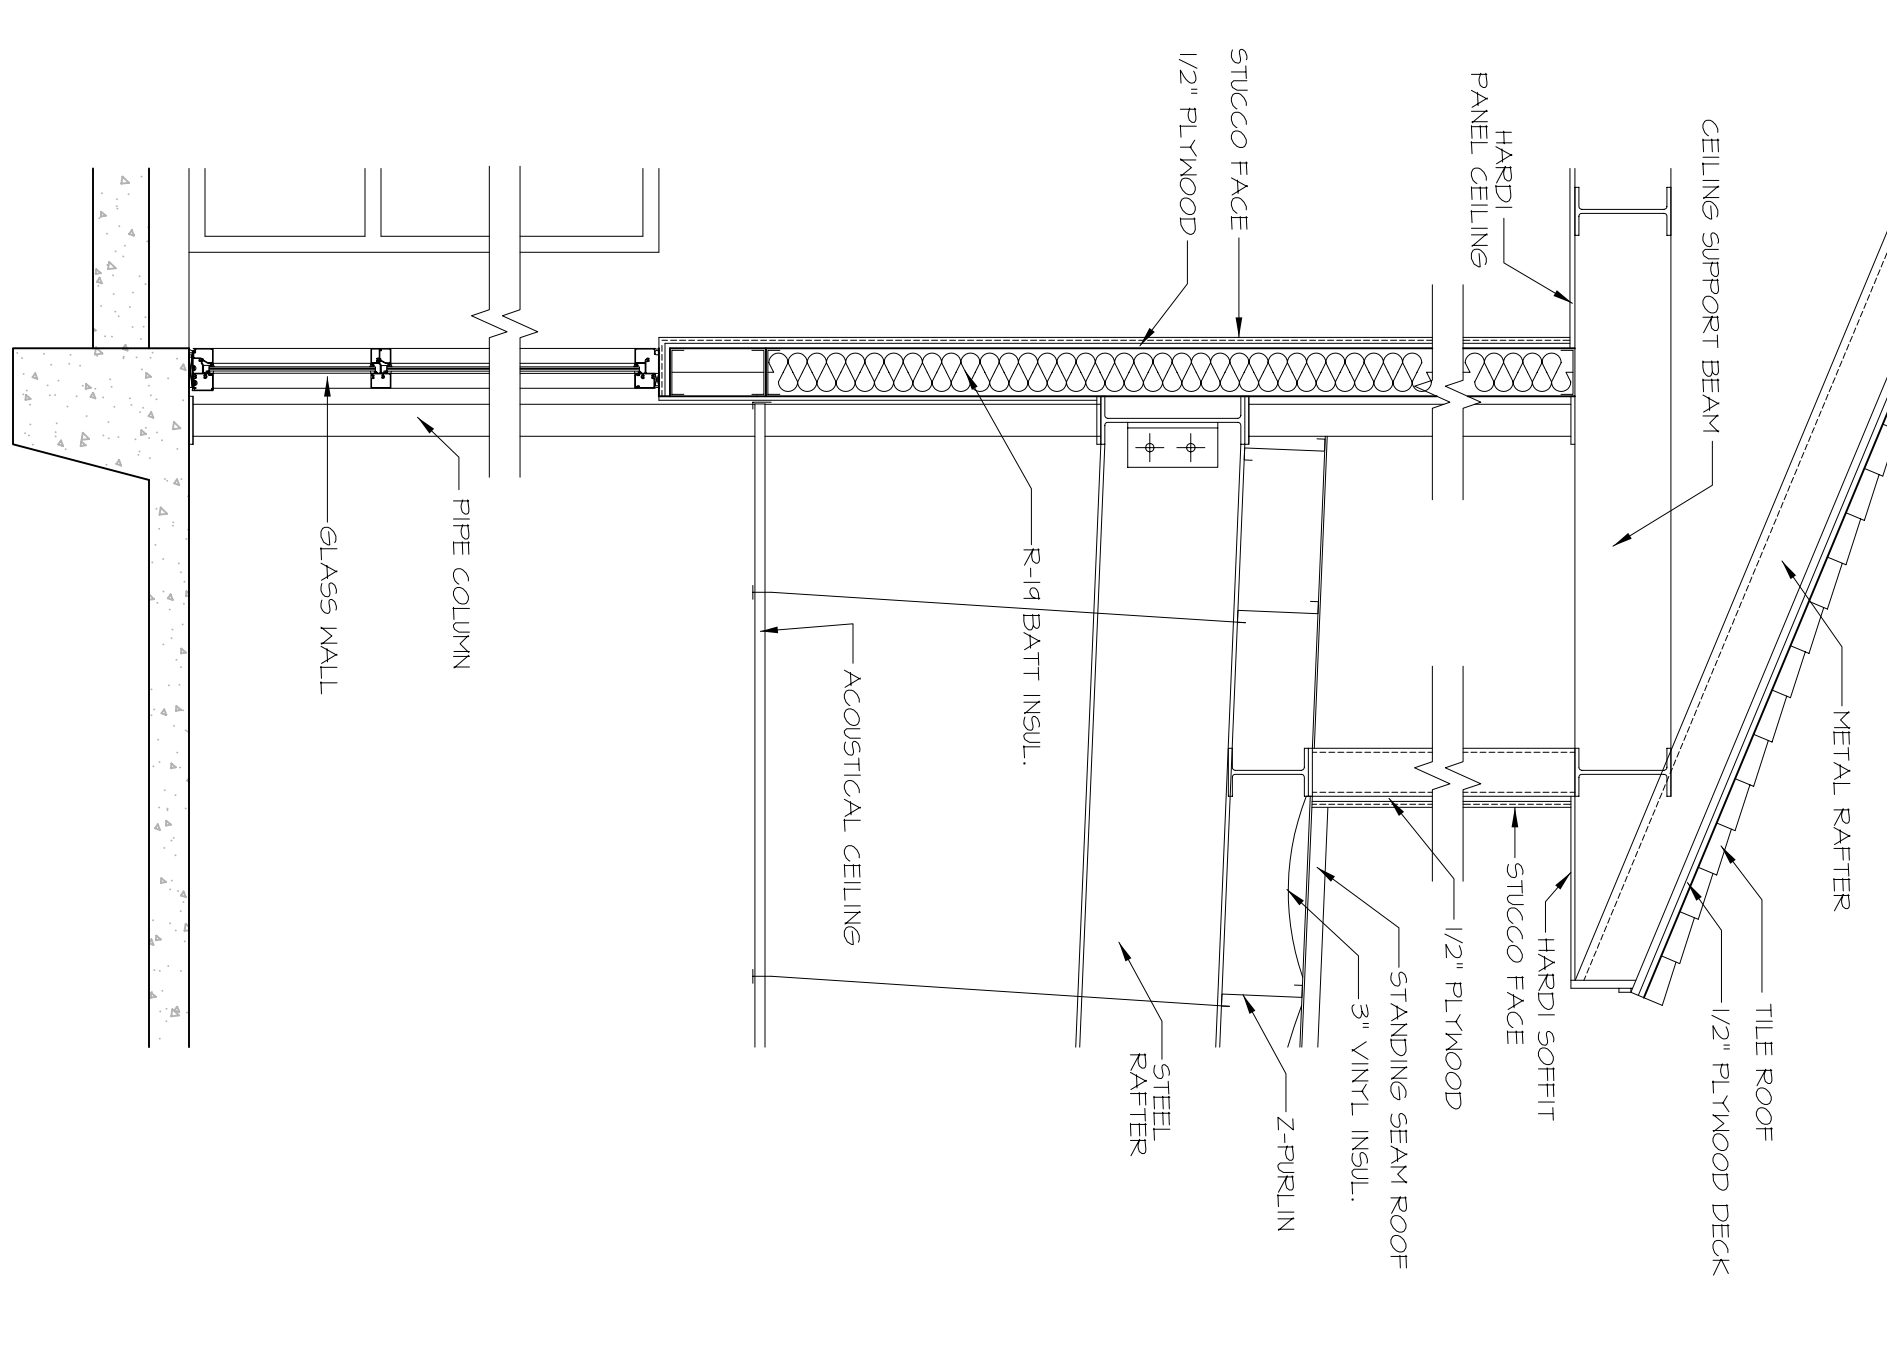 TILE ROOF
1/2" PLYWOOD DECK
METAL RAFTER
CEILING SUPPORT BEAM
HARDI
PANEL CEILING
HARDI SOFFIT
STUCCO FACE
1/2" PLYWOOD
STANDING SEAM ROOF
3" VINYL INSUL.
Z-PURLIN
STEEL
RAFTER
STUCCO FACE
1/2" PLYWOOD
R-19 BATT INSUL.
ACOUSTICAL CEILING
PIPE COLUMN
GLASS WALL